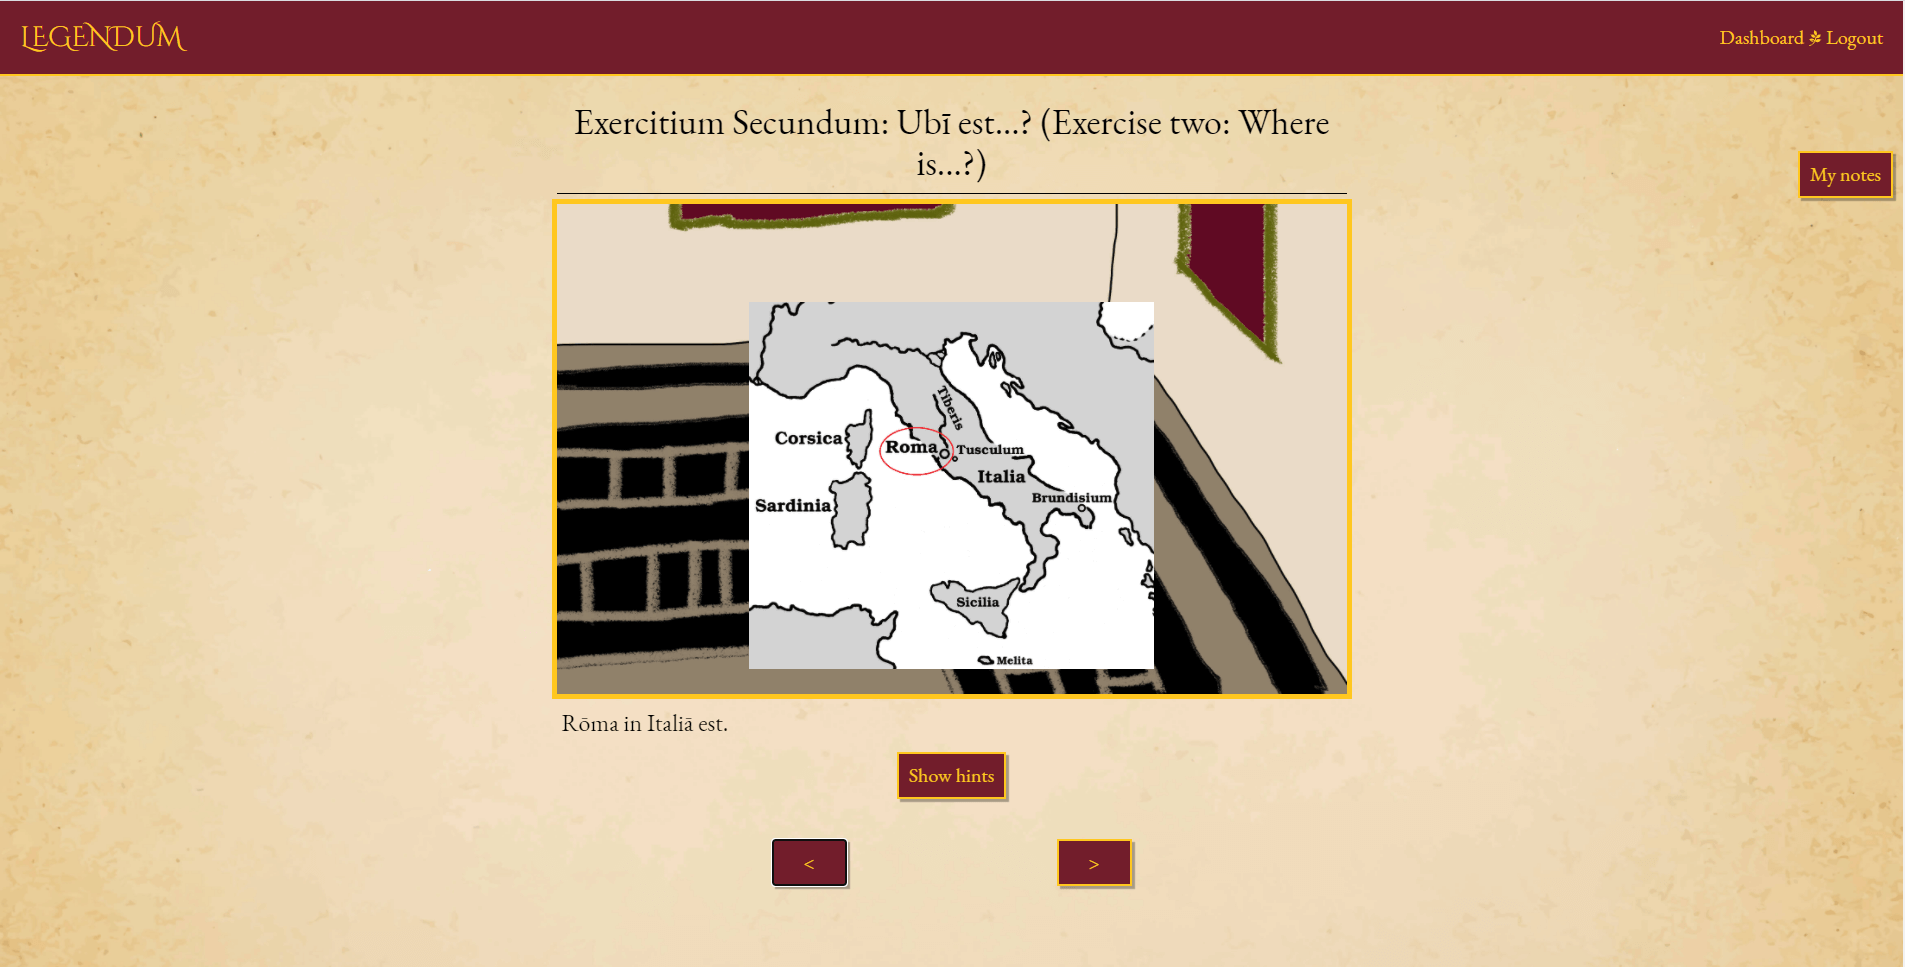 LEGENDUM
Dashboard Logout
Exercitium Secundum: Ubī est...? (Exercise two: Where
is...?)
My notes
Tiberis
Corsica
Roma
Tusculum
Italia
Sardinia
Brundisium
Sicilia
Melita
Rōma in Italiā est.
Show hints
< >